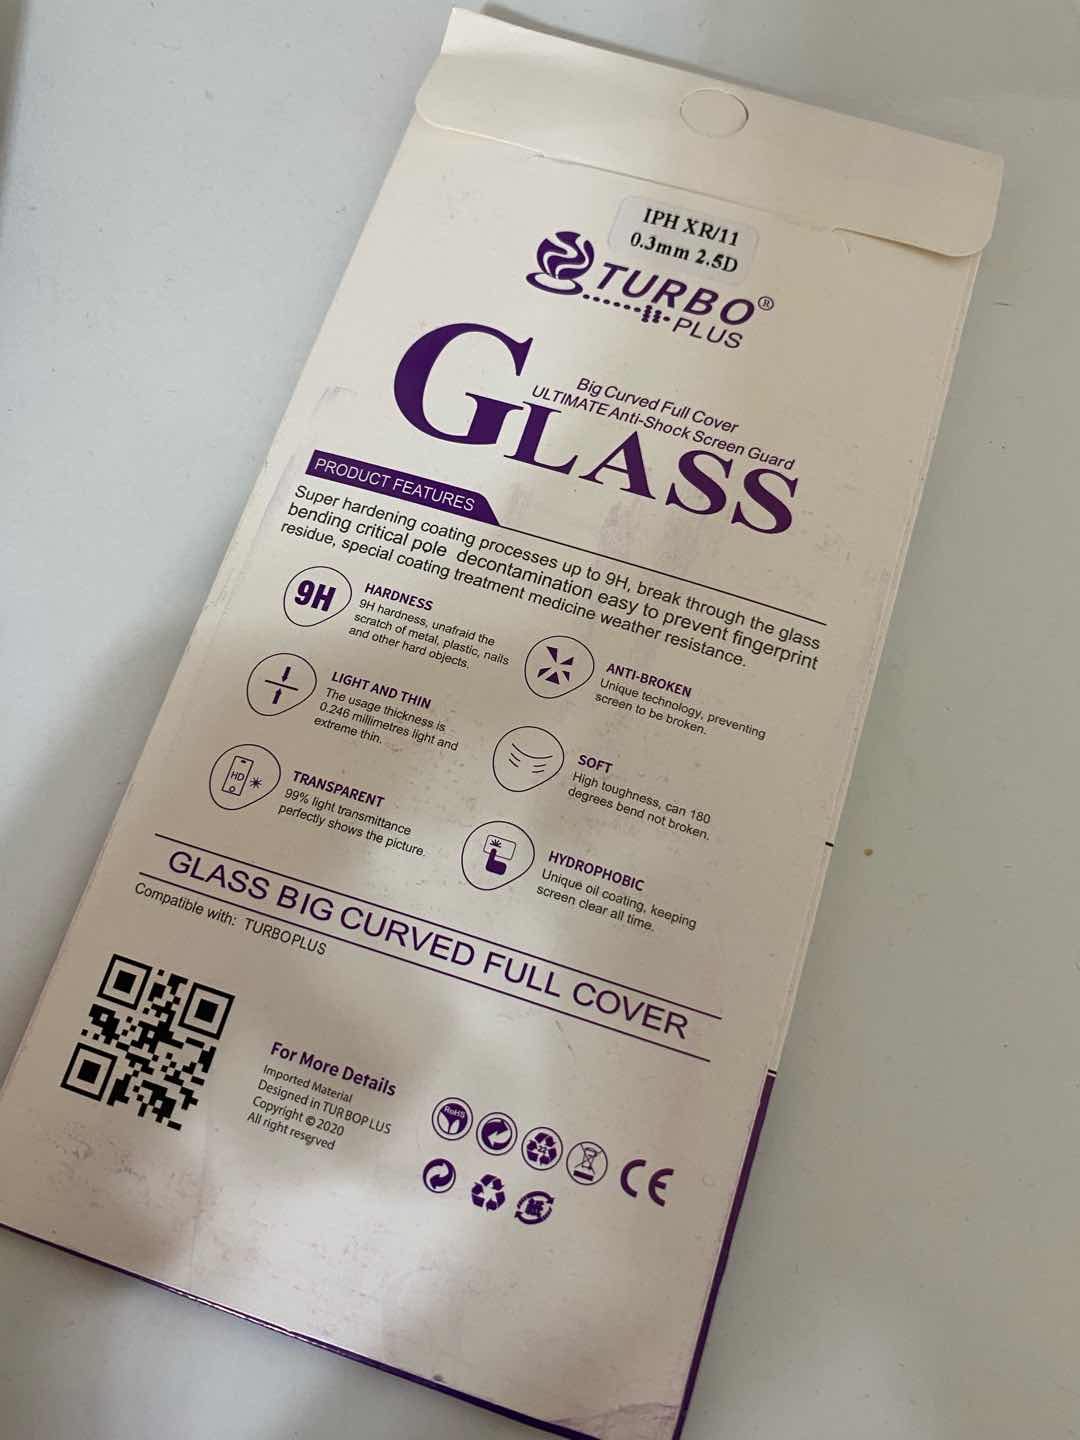 IPH XR/11
0.3mm 2.5D
TURBO®
PLUS
Big Curved Full Cover
ULTIMATE Anti-Shock Screen Guard
GLASS
PRODUCT FEATURES
Super hardening coating processes up to 9H, break through the glass
bending critical pole decontamination easy to prevent fingerprint
residue, special coating treatment medicine weather resistance.
9H
HARDNESS
9H hardness, unafraid the
scratch of metal, plastic, nails
and other hard objects.
ANTI-BROKEN
Unique technology, preventing
screen to be broken.
LIGHT AND THIN
The usage thickness is
0.246 millimetres light and
extreme thin.
SOFT
High toughness, can 180
degrees bend not broken.
HD
TRANSPARENT
99% light transmittance
perfectly shows the picture.
HYDROPHOBIC
Unique oil coating, keeping
screen clear all time.
GLASS BIG CURVED FULL COVER
Compatible with: TURBOPLUS
For More Details
Imported Material
Designed in TURBOPLUS
Copyright © 2020
All right reserved
RoHS
CE
紙